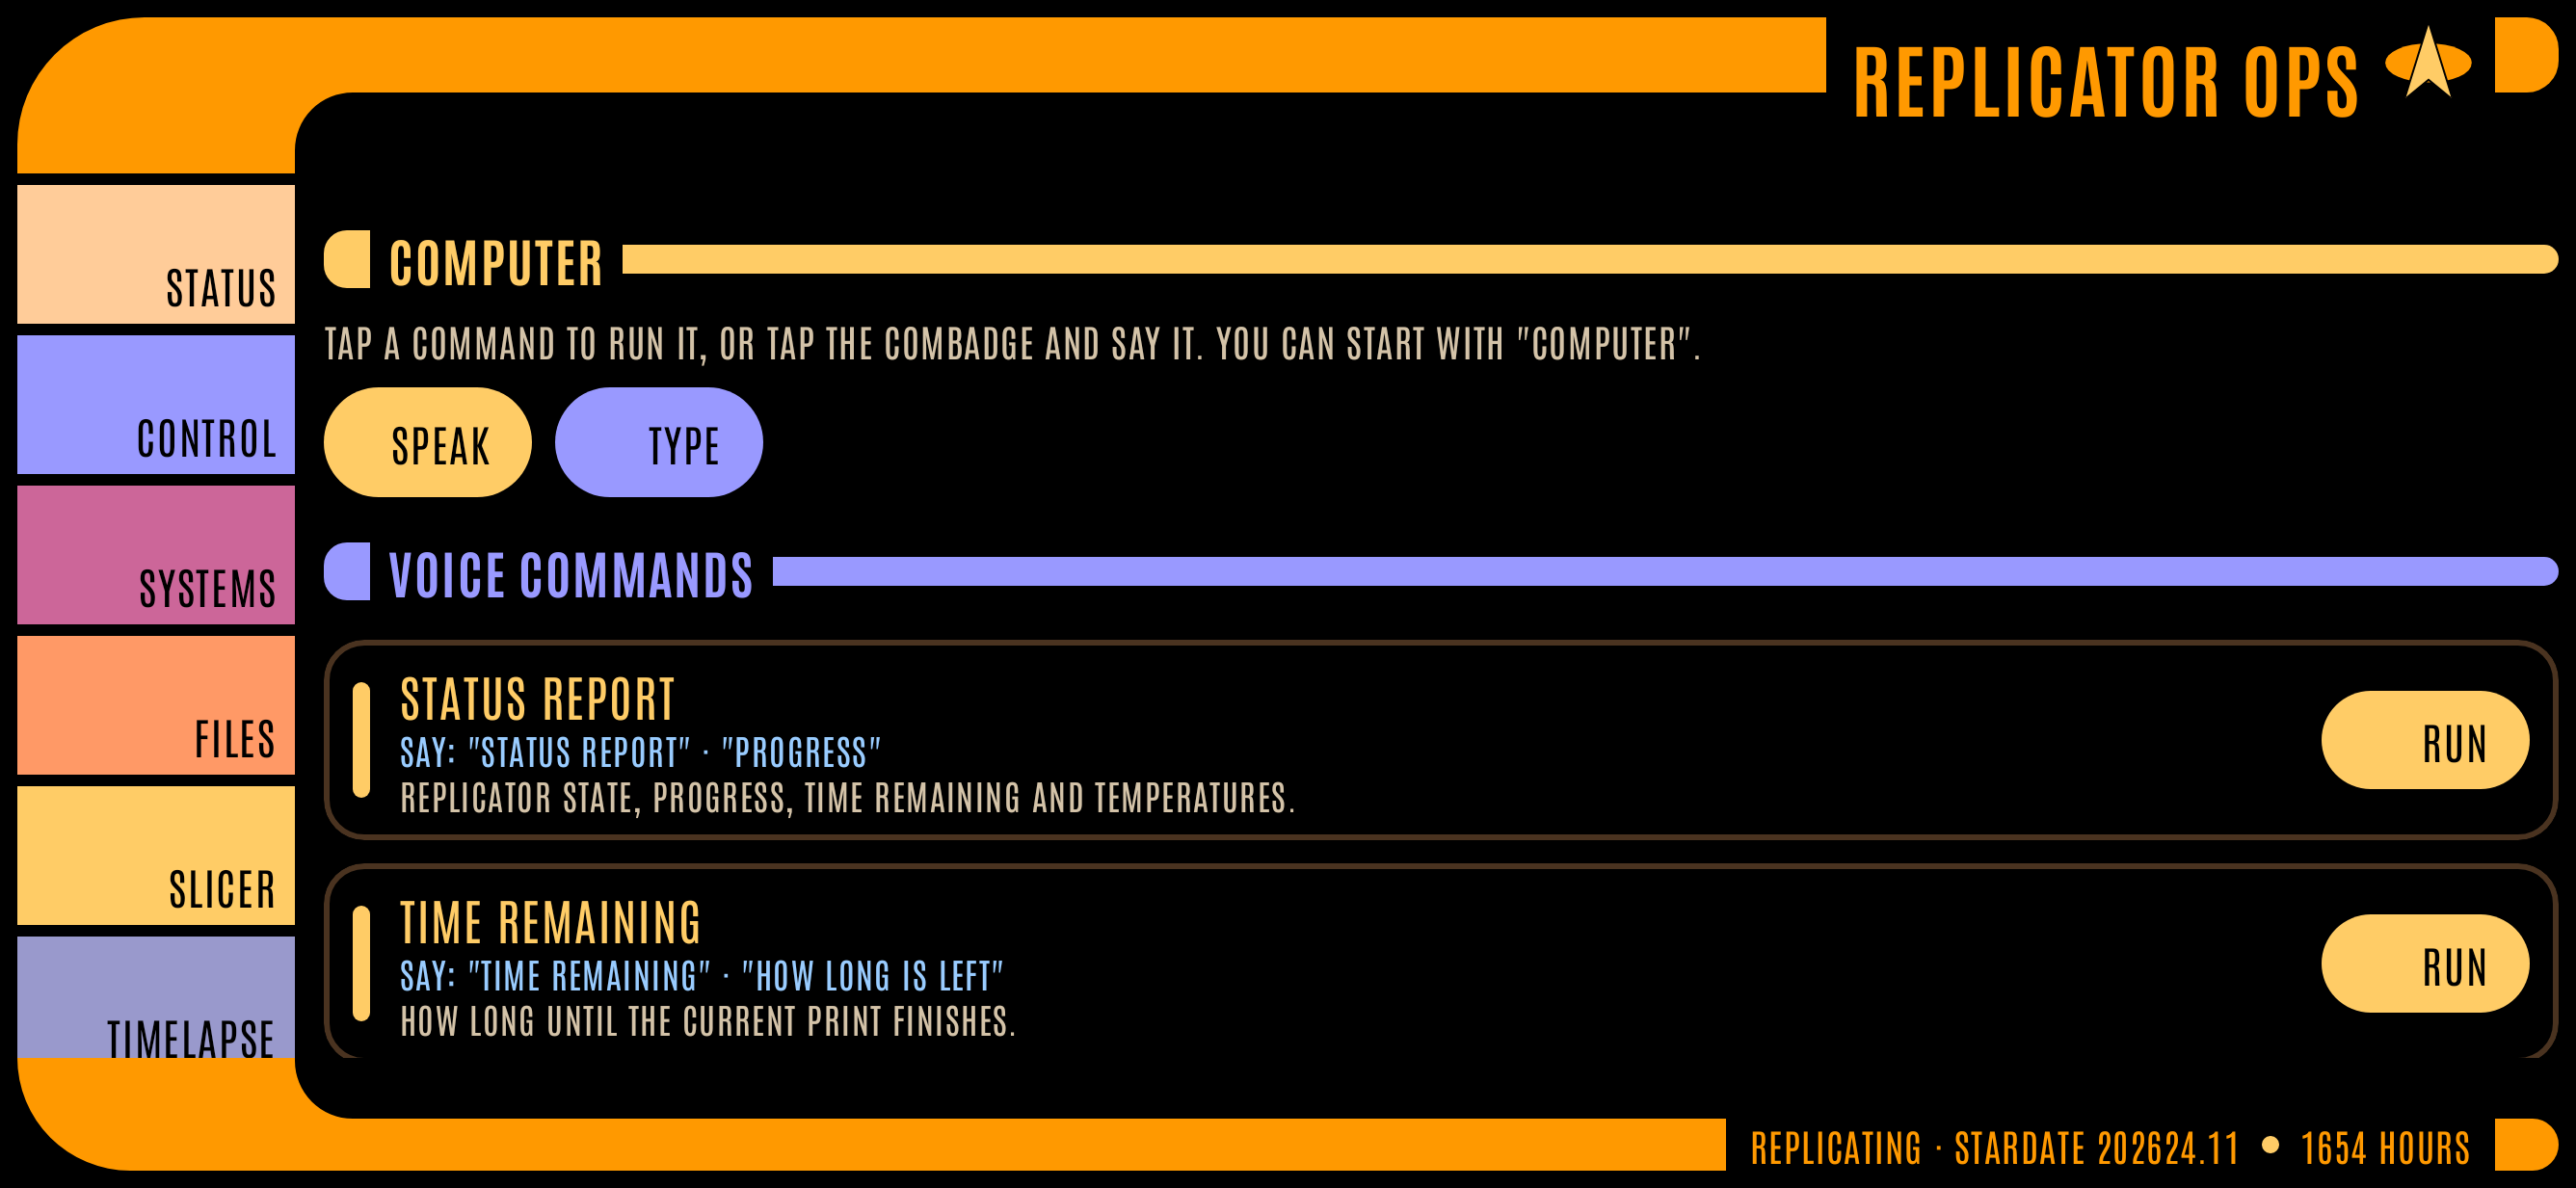 REPLICATOR OPS
STATUS
CONTROL
SYSTEMS
FILES
SLICER
TIMELAPSE
COMPUTER
TAP A COMMAND TO RUN IT, OR TAP THE COMBADGE AND SAY IT. YOU CAN START WITH "COMPUTER".
SPEAK
TYPE
VOICE COMMANDS
STATUS REPORT
SAY: "STATUS REPORT" · "PROGRESS"
REPLICATOR STATE, PROGRESS, TIME REMAINING AND TEMPERATURES.
RUN
TIME REMAINING
SAY: "TIME REMAINING" · "HOW LONG IS LEFT"
HOW LONG UNTIL THE CURRENT PRINT FINISHES.
RUN
REPLICATING · STARDATE 202624.11 • 1654 HOURS